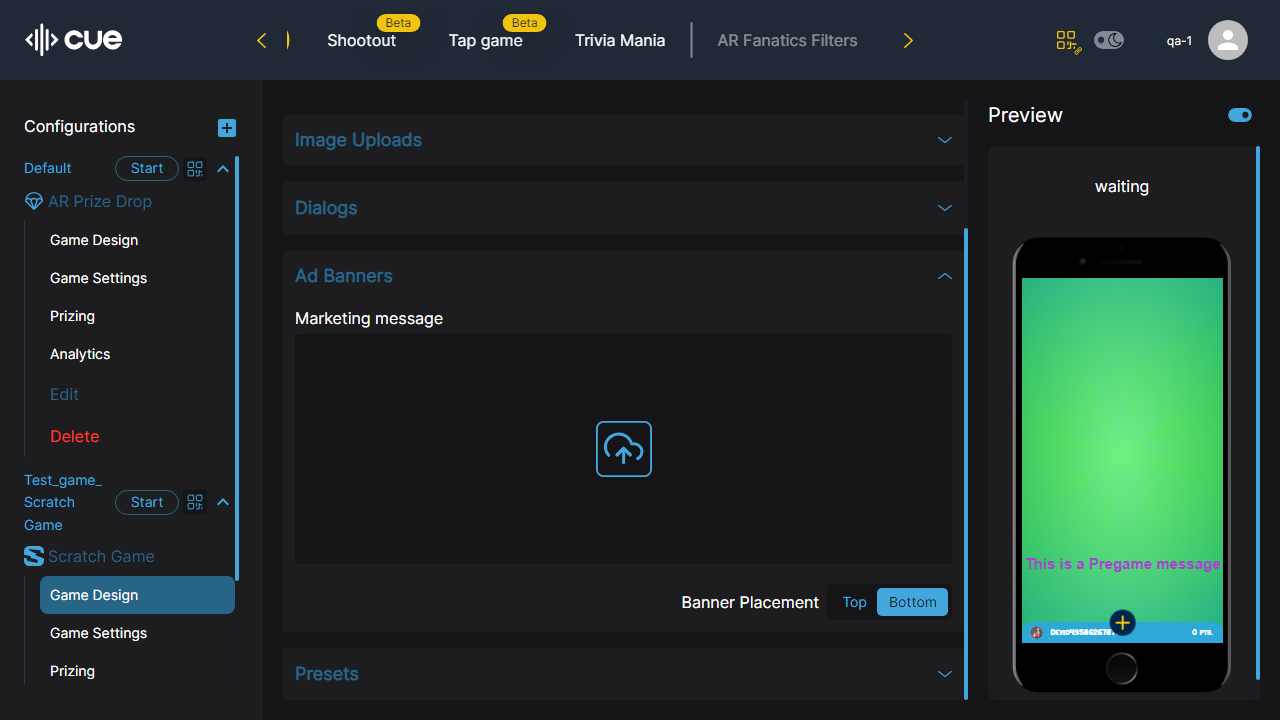 cue
Beta
Beta
Shootout
Tap game
Trivia Mania
AR Fanatics Filters
qa-1
Configurations
Default
Start
AR Prize Drop
Game Design
Game Settings
Prizing
Analytics
Edit
Delete
Test_game_
Scratch
Game
Start
Scratch Game
Game Design
Game Settings
Prizing
Image Uploads
Dialogs
Ad Banners
Marketing message
Banner Placement
Top
Bottom
Presets
Preview
waiting
This is a Pregame message
0 pts.